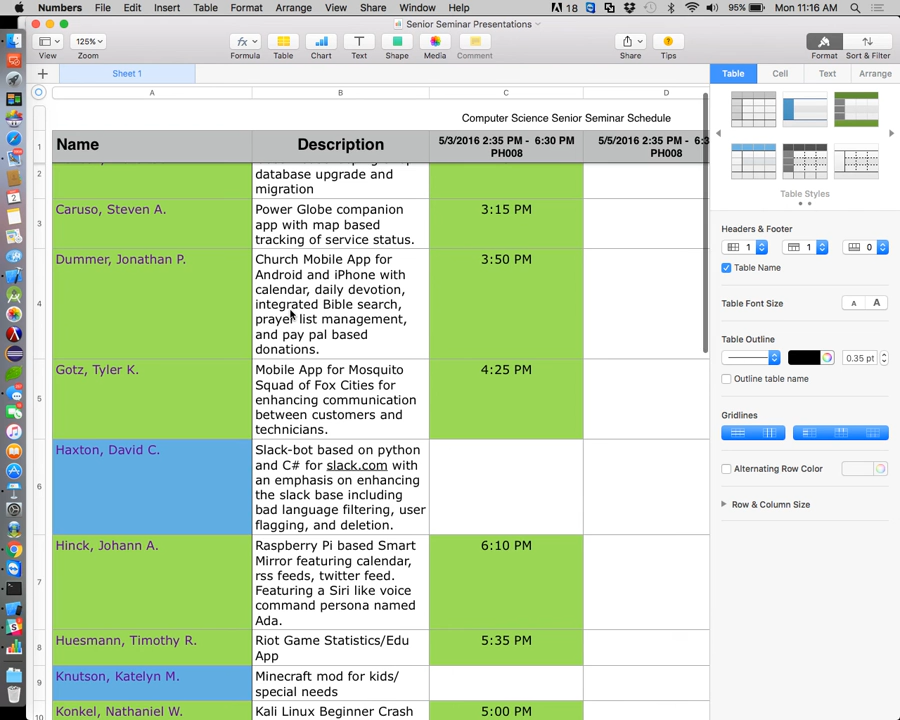 Numbers File Edit Insert Table Format Arrange View Share Window Help 18 95% Mon 11:16 AM
Senior Seminar Presentations
125%
View Zoom Formula Table Chart Text Shape Media Comment Share Tips Format Sort & Filter
Sheet 1
Table Cell Text Arrange
A B C D
Computer Science Senior Seminar Schedule
1 Name Description 5/3/2016 2:35 PM - 6:30 PM PH008 5/5/2016 2:35 PM - 6:3 PH008
2
database upgrade and
migration
3 Caruso, Steven A. Power Globe companion 3:15 PM
app with map based
tracking of service status.
4 Dummer, Jonathan P. Church Mobile App for 3:50 PM
Android and iPhone with
calendar, daily devotion,
integrated Bible search,
prayer list management,
and pay pal based
donations.
5 Gotz, Tyler K. Mobile App for Mosquito 4:25 PM
Squad of Fox Cities for
enhancing communication
between customers and
technicians.
6 Haxton, David C. Slack-bot based on python
and C# for slack.com with
an emphasis on enhancing
the slack base including
bad language filtering, user
flagging, and deletion.
7 Hinck, Johann A. Raspberry Pi based Smart 6:10 PM
Mirror featuring calendar,
rss feeds, twitter feed.
Featuring a Siri like voice
command persona named
Ada.
8 Huesmann, Timothy R. Riot Game Statistics/Edu 5:35 PM
App
9 Knutson, Katelyn M. Minecraft mod for kids/
special needs
10 Konkel, Nathaniel W. Kali Linux Beginner Crash 5:00 PM
Table Styles
Headers & Footer
1 1 0
Table Name
Table Font Size A A
Table Outline
0.35 pt
Outline table name
Gridlines
Alternating Row Color
Row & Column Size